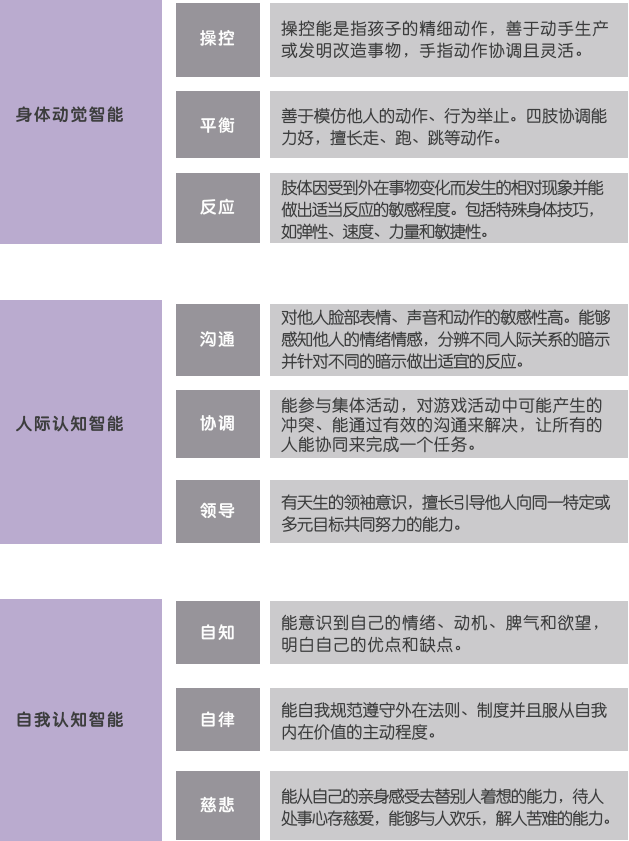 身体动觉智能
操控
操控能是指孩子的精细动作，善于动手生产
或发明改造事物，手指动作协调且灵活。
平衡
善于模仿他人的动作、行为举止。四肢协调能
力好，擅长走、跑、跳等动作。
反应
肢体因受到外在事物变化而发生的相对现象并能
做出适当反应的敏感程度。包括特殊身体技巧，
如弹性、速度、力量和敏捷性。
人际认知智能
沟通
对他人脸部表情、声音和动作的敏感性高。能够
感知他人的情绪情感，分辨不同人际关系的暗示
并针对不同的暗示做出适宜的反应。
协调
能参与集体活动，对游戏活动中可能产生的
冲突、能通过有效的沟通来解决，让所有的
人能协同来完成一个任务。
领导
有天生的领袖意识，擅长引导他人向同一特定或
多元目标共同努力的能力。
自我认知智能
自知
能意识到自己的情绪、动机、脾气和欲望，
明白自己的优点和缺点。
自律
能自我规范遵守外在法则、制度并且服从自我
内在价值的主动程度。
慈悲
能从自己的亲身感受去替别人着想的能力，待人
处事心存慈爱，能够与人欢乐，解人苦难的能力。